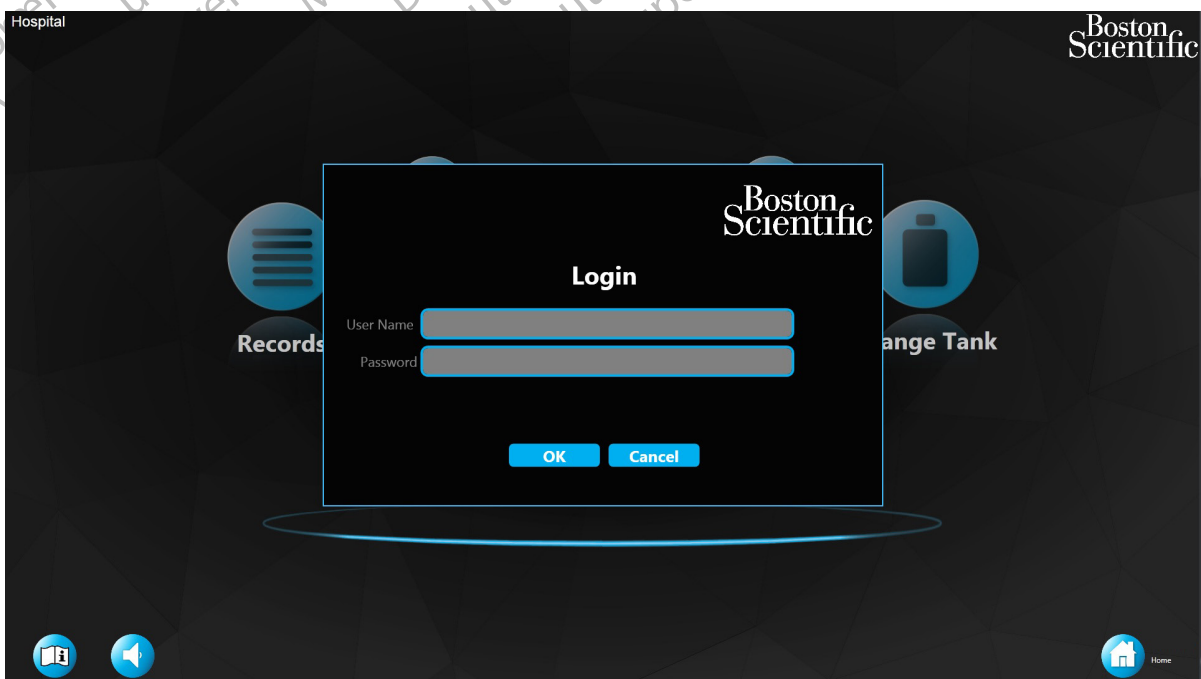 Hospital
Boston
Scientific
Boston
Scientific
Login
User Name
Records
ange Tank
Password
OK
Cancel
Home